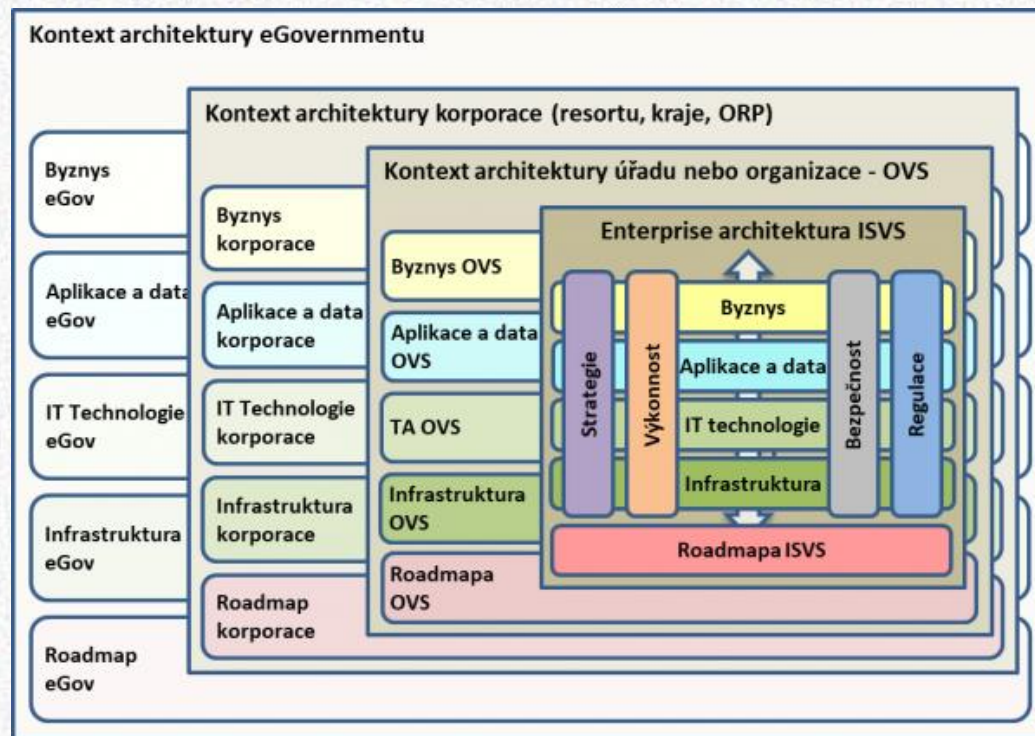 Kontext architektury eGovernmentu
Byznys
eGov
Aplikace a data
eGov
IT Technologie
eGov
Infrastruktura
eGov
Roadmap
eGov
Kontext architektury korporace (resortu, kraje, ORP)
Byznys
korporace
Aplikace a data
korporace
IT Technologie
korporace
Infrastruktura
korporace
Roadmap
korporace
Kontext architektury úřadu nebo organizace - OVS
Byznys OVS
Aplikace a data
OVS
TA OVS
Infrastruktura
OVS
Roadmapa
OVS
Enterprise architektura ISVS
Strategie
Výkonnost
Byznys
Aplikace a data
IT technologie
Infrastruktura
Bezpečnost
Regulace
Roadmapa ISVS